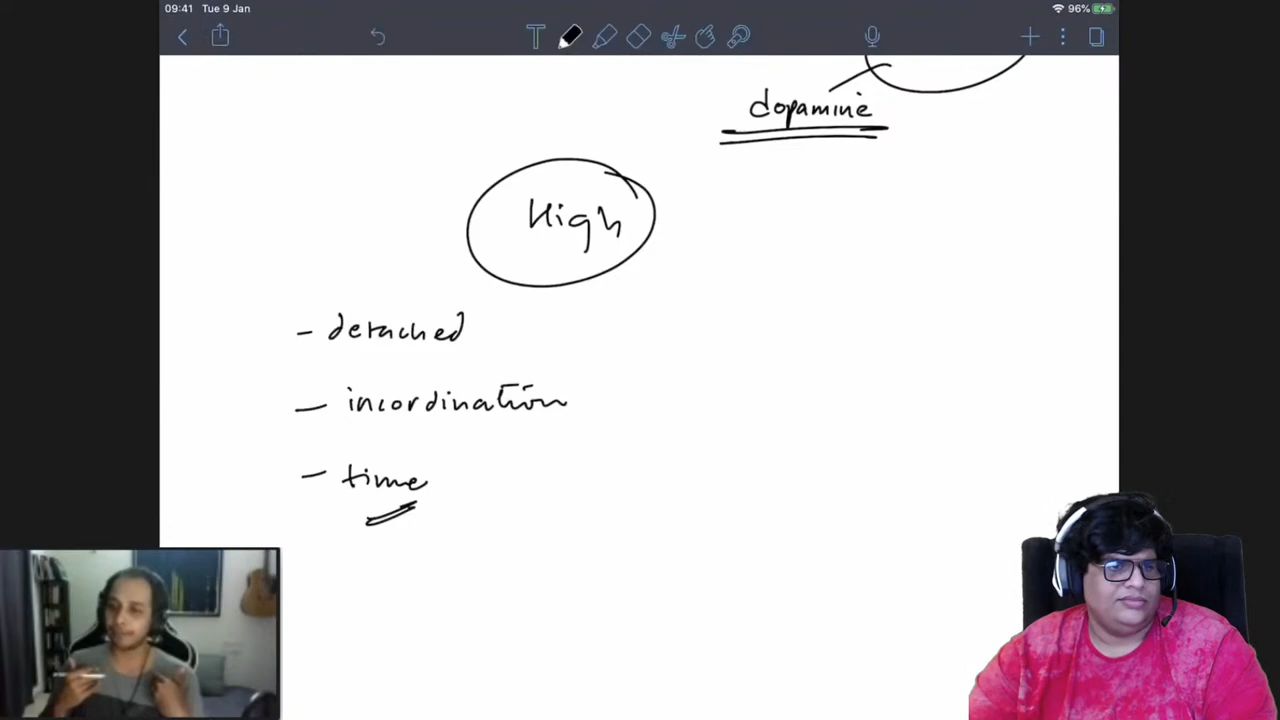 09:41 Tue 9 Jan
96%
T
dopamine
High
- detached
- incordination
- time